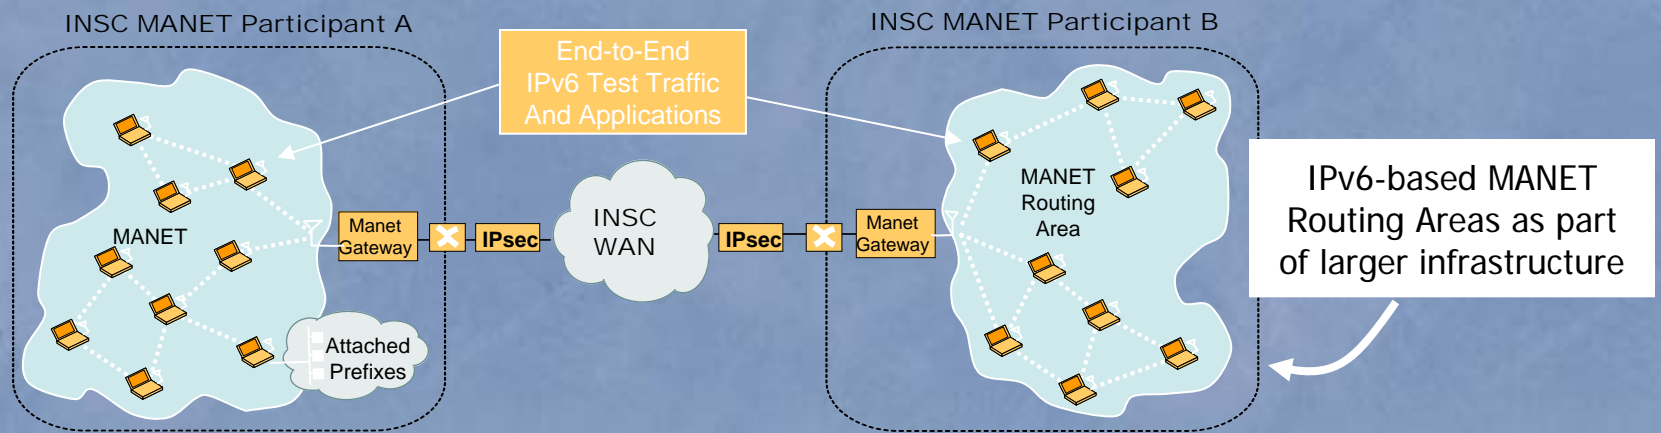 INSC MANET Participant A
INSC MANET Participant B
End-to-End
IPv6 Test Traffic
And Applications
MANET
Manet
Gateway
IPsec
INSC
WAN
IPsec
Manet
Gateway
MANET
Routing
Area
Attached
Prefixes
IPv6-based MANET
Routing Areas as part
of larger infrastructure